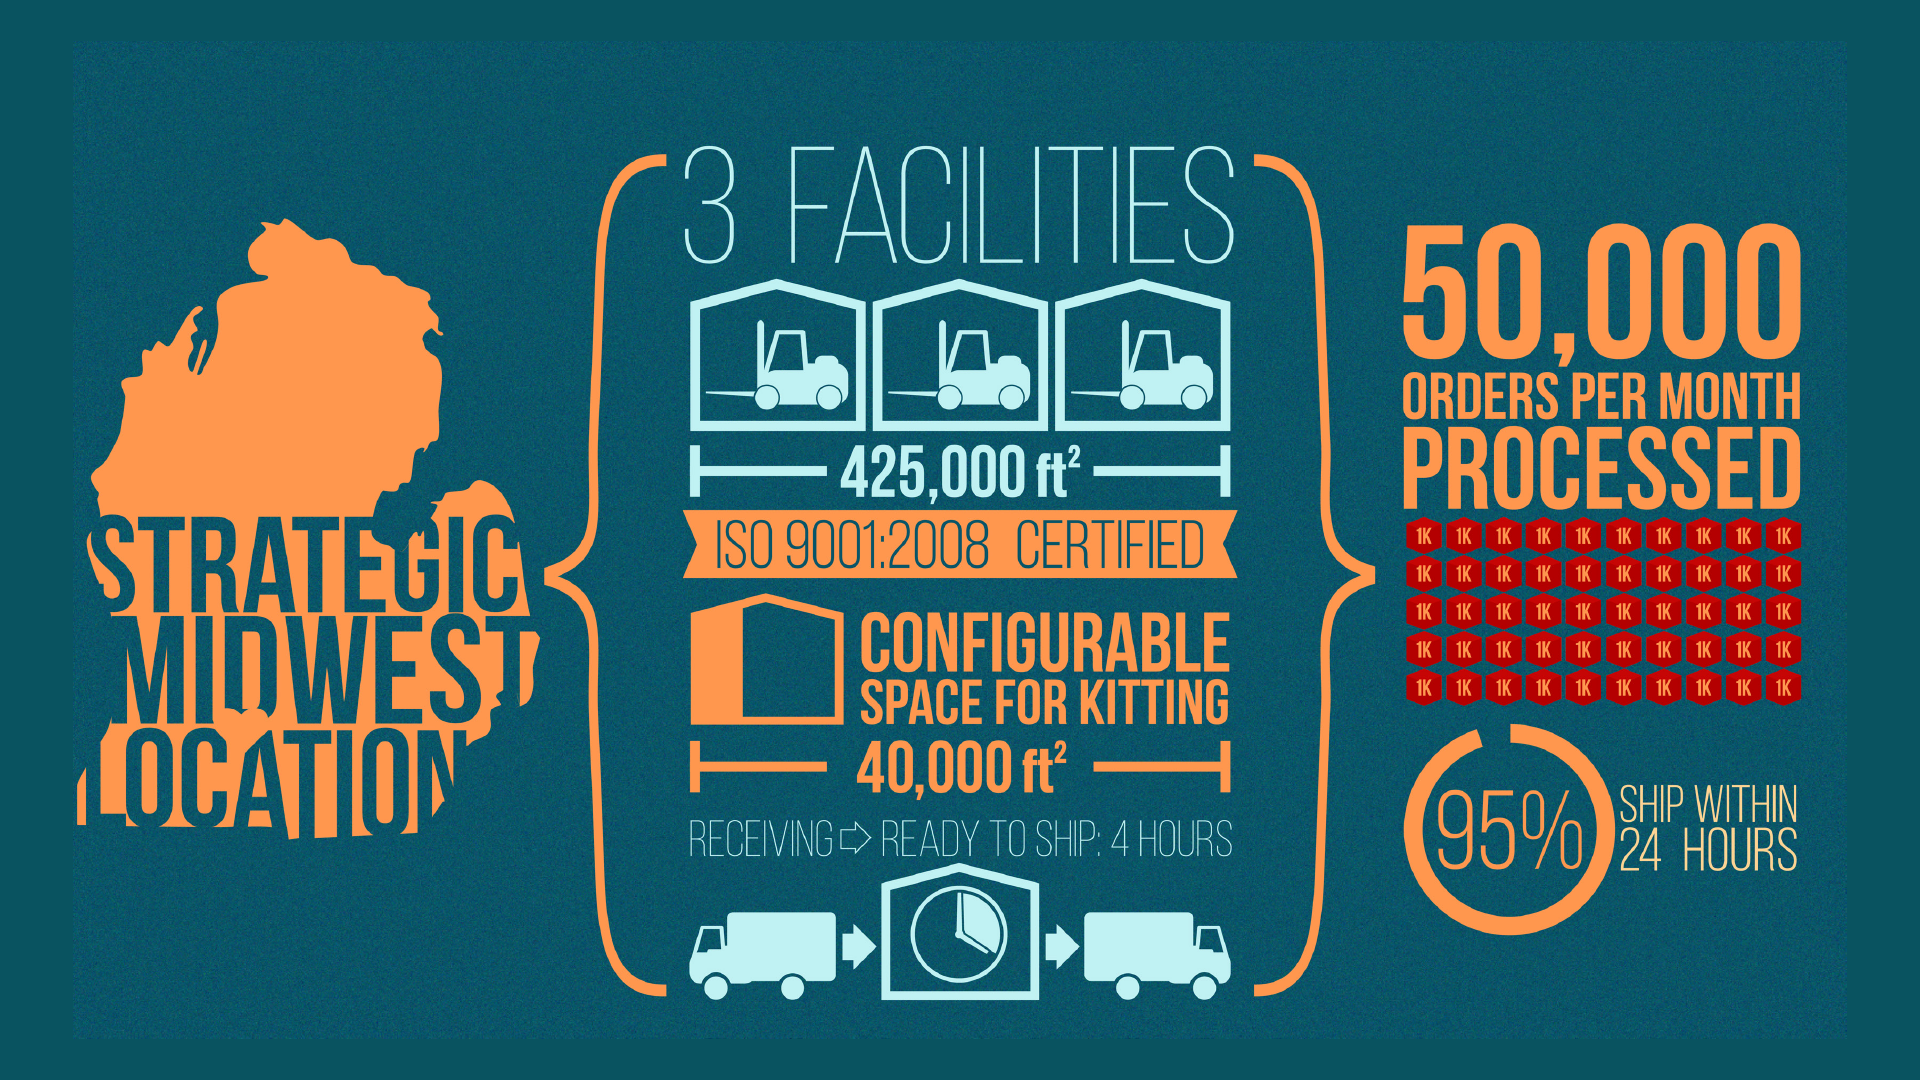 STRATEGIC
MIDWEST
LOCATION
3 FACILITIES
425,000 ft²
ISO 9001:2008 CERTIFIED
CONFIGURABLE
SPACE FOR KITTING
40,000 ft²
RECEIVING ⇨ READY TO SHIP: 4 HOURS
50,000
ORDERS PER MONTH
PROCESSED
1K 1K 1K 1K 1K 1K 1K 1K 1K 1K
1K 1K 1K 1K 1K 1K 1K 1K 1K 1K
1K 1K 1K 1K 1K 1K 1K 1K 1K 1K
1K 1K 1K 1K 1K 1K 1K 1K 1K 1K
1K 1K 1K 1K 1K 1K 1K 1K 1K 1K
95%
SHIP WITHIN
24 HOURS